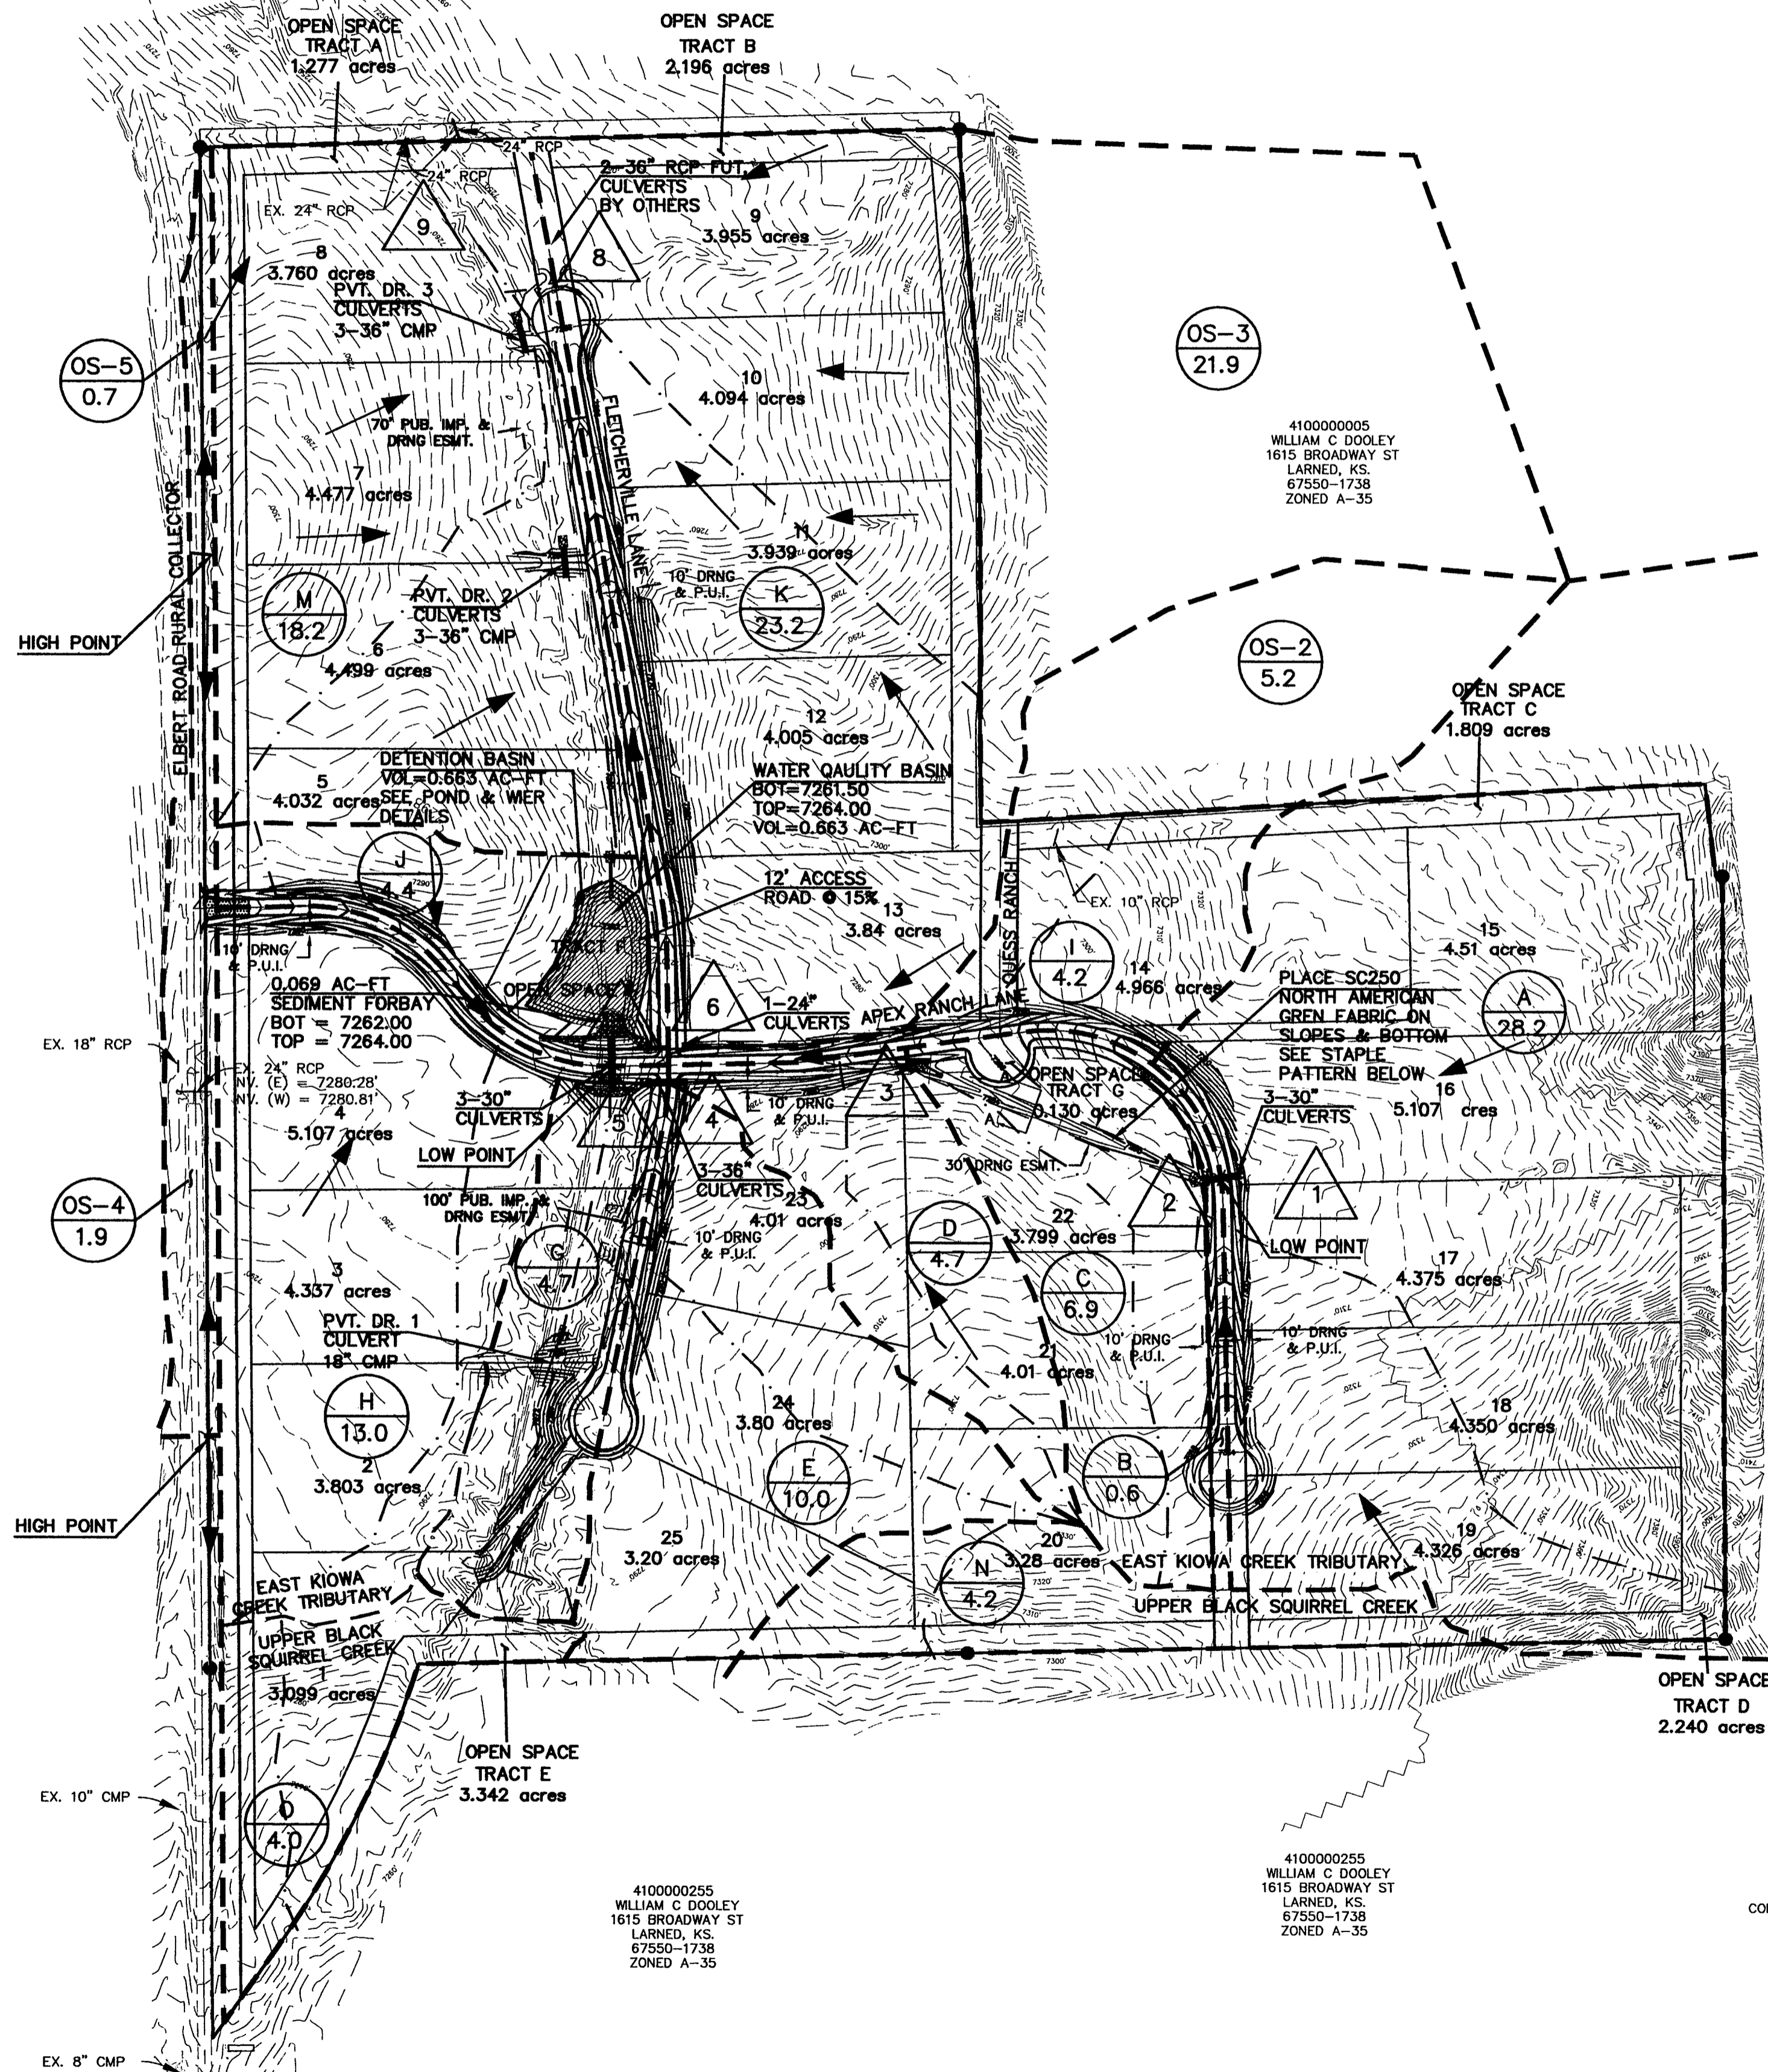 OPEN SPACE
TRACT A
1.277 acres
OPEN SPACE
TRACT B
2.196 acres
24" RCP
24" RCP
EX. 24" RCP
2-36" RCP FUT.
CULVERTS
BY OTHERS
9
8
9
3.955 acres
8
3.760 acres
PVT. DR. 3
CULVERTS
3-36" CMP
OS-5
0.7
OS-3
21.9
4100000005
WILLIAM C DOOLEY
1615 BROADWAY ST
LARNED, KS.
67550-1738
ZONED A-35
10
4.094 acres
70' PUB. IMP. &
DRNG ESMT.
FLETCHERVILLE LANE
7
4.477 acres
ELBERT ROAD RURAL COLLECTOR
11
3.939 acres
10' DRNG
& P.U.I.
K
23.2
M
18.2
PVT. DR. 2
CULVERTS
3-36" CMP
HIGH POINT
6
4.499 acres
OS-2
5.2
OPEN SPACE
TRACT C
1.809 acres
12
4.005 acres
DETENTION BASIN
VOL=0.663 AC-FT
SEE POND & WIER
DETAILS
5
4.032 acres
WATER QAULITY BASIN
BOT=7261.50
TOP=7264.00
VOL=0.663 AC-FT
7300'
J
4.4
7290'
12' ACCESS
ROAD @ 15%
13
3.84 acres
EX. 10" RCP
GUESS RANCH
15
4.51 acres
I
4.2
14
4.966 acres
10' DRNG
& P.U.I.
TRACT F
OPEN SPACE
0.069 AC-FT
SEDIMENT FORBAY
BOT = 7262.00
TOP = 7264.00
6
1-24"
CULVERTS
APEX RANCH LANE
PLACE SC250
NORTH AMERICAN
GREN FABRIC ON
SLOPES & BOTTOM
SEE STAPLE
PATTERN BELOW
A
28.2
EX. 18" RCP
EX. 24" RCP
INV. (E) = 7280.28'
INV. (W) = 7280.81'
4
5.107 acres
3-30"
CULVERTS
5
4
10' DRNG
& P.U.I.
3
OPEN SPACE
TRACT G
0.130 acres
A
A
3-30"
CULVERTS
16
5.107 cres
LOW POINT
30' DRNG ESMT.
3-36"
CULVERTS
100' PUB. IMP. &
DRNG ESMT.
23
4.01 acres
2
1
OS-4
1.9
22
3.799 acres
D
4.7
10' DRNG
& P.U.I.
LOW POINT
G
4.7
17
4.375 acres
3
4.337 acres
C
6.9
PVT. DR. 1
CULVERT
18" CMP
10' DRNG
& P.U.I.
10' DRNG
& P.U.I.
21
4.01 acres
H
13.0
24
3.80 acres
18
4.350 acres
2
3.803 acres
E
10.0
B
0.6
HIGH POINT
25
3.20 acres
20
3.28 acres
19
4.326 acres
N
4.2
EAST KIOWA CREEK TRIBUTARY
UPPER BLACK SQUIRREL CREEK
EAST KIOWA
CREEK TRIBUTARY
UPPER BLACK
SQUIRREL CREEK
1
3.099 acres
7300'
OPEN SPACE
TRACT D
2.240 acres
OPEN SPACE
TRACT E
3.342 acres
EX. 10" CMP
4.0
4100000255
WILLIAM C DOOLEY
1615 BROADWAY ST
LARNED, KS.
67550-1738
ZONED A-35
4100000255
WILLIAM C DOOLEY
1615 BROADWAY ST
LARNED, KS.
67550-1738
ZONED A-35
EX. 8" CMP